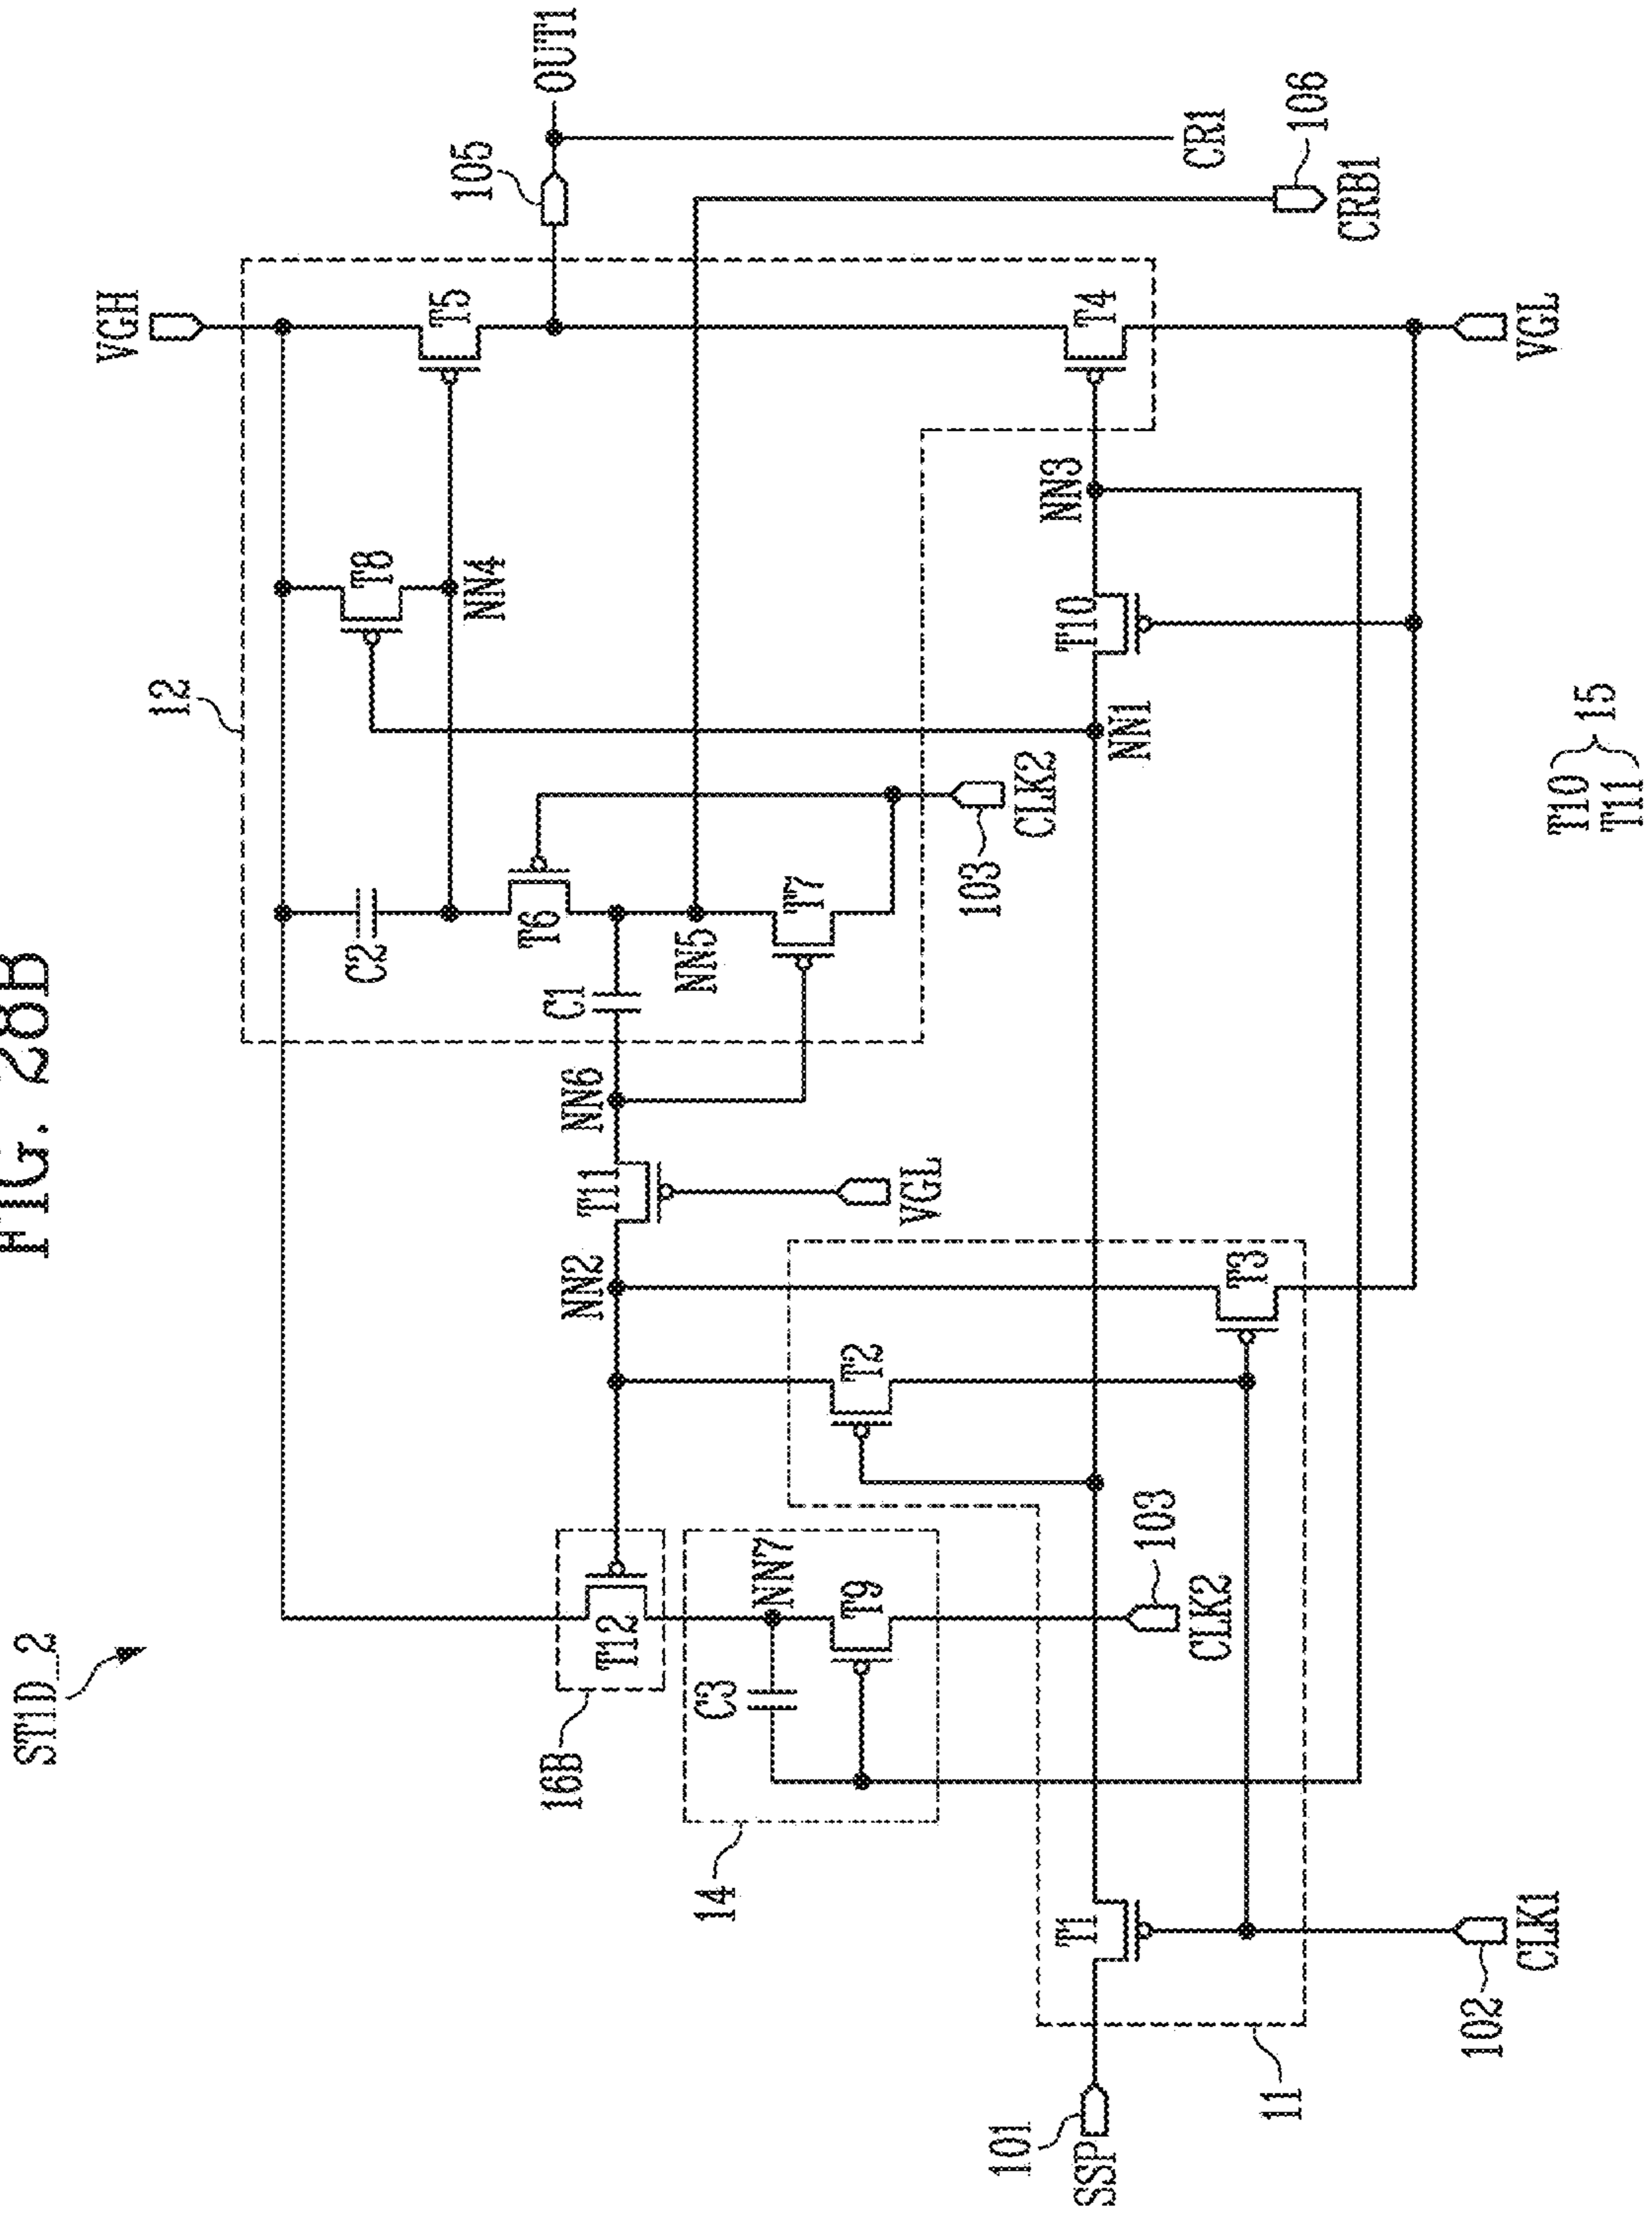 FIG. 28B
ST1D_2
VGH
12
T8
T5
105
OUT1
C2
NN4
T6
C1
NN5
T7
103
CLK2
CR1
106
CRB1
16B
T12
NN2
T11
NN6
VGL
14
C3
NN7
T9
103
CLK2
T2
T3
NN1
T10
NN3
T4
101
SSP
T1
11
102
CLK1
VGL
T10
T11
15